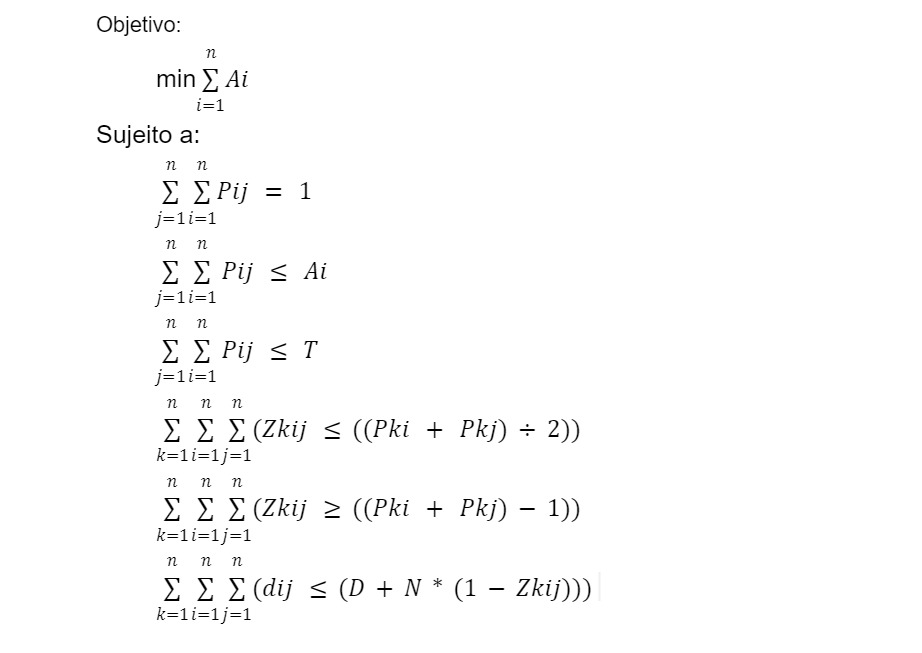 Objetivo:
n
min ∑ Ai
i=1
Sujeito a:
n n
∑ ∑ Pij = 1
j=1 i=1
n n
∑ ∑ Pij ≤ Ai
j=1 i=1
n n
∑ ∑ Pij ≤ T
j=1 i=1
n n n
∑ ∑ ∑ (Zkij ≤ ((Pki + Pkj) ÷ 2))
k=1 i=1 j=1
n n n
∑ ∑ ∑ (Zkij ≥ ((Pki + Pkj) − 1))
k=1 i=1 j=1
n n n
∑ ∑ ∑ (dij ≤ (D + N * (1 − Zkij)))
k=1 i=1 j=1